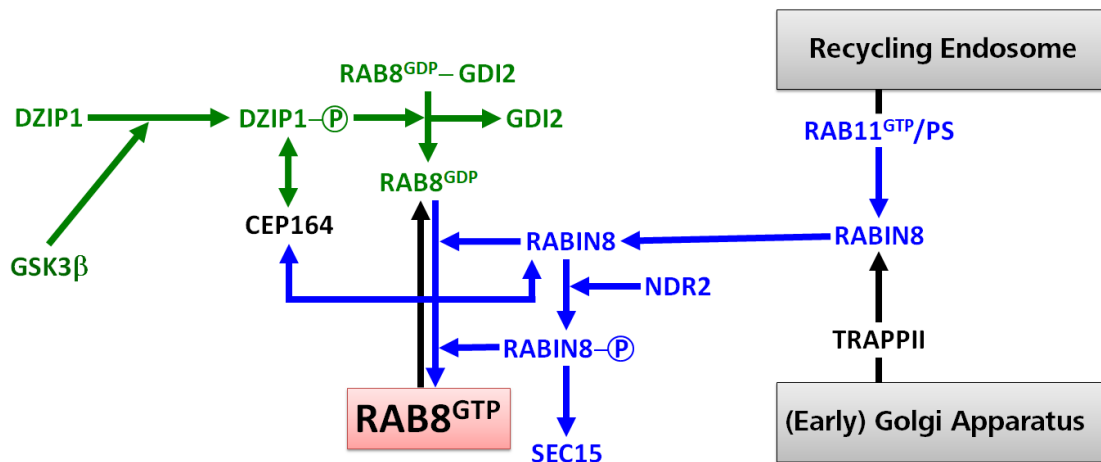 Recycling Endosome
RAB8GDP– GDI2
DZIP1
DZIP1–Ⓟ
GDI2
RAB11GTP/PS
RAB8GDP
CEP164
RABIN8
RABIN8
GSK3β
NDR2
RABIN8–Ⓟ
TRAPPII
RAB8GTP
(Early) Golgi Apparatus
SEC15